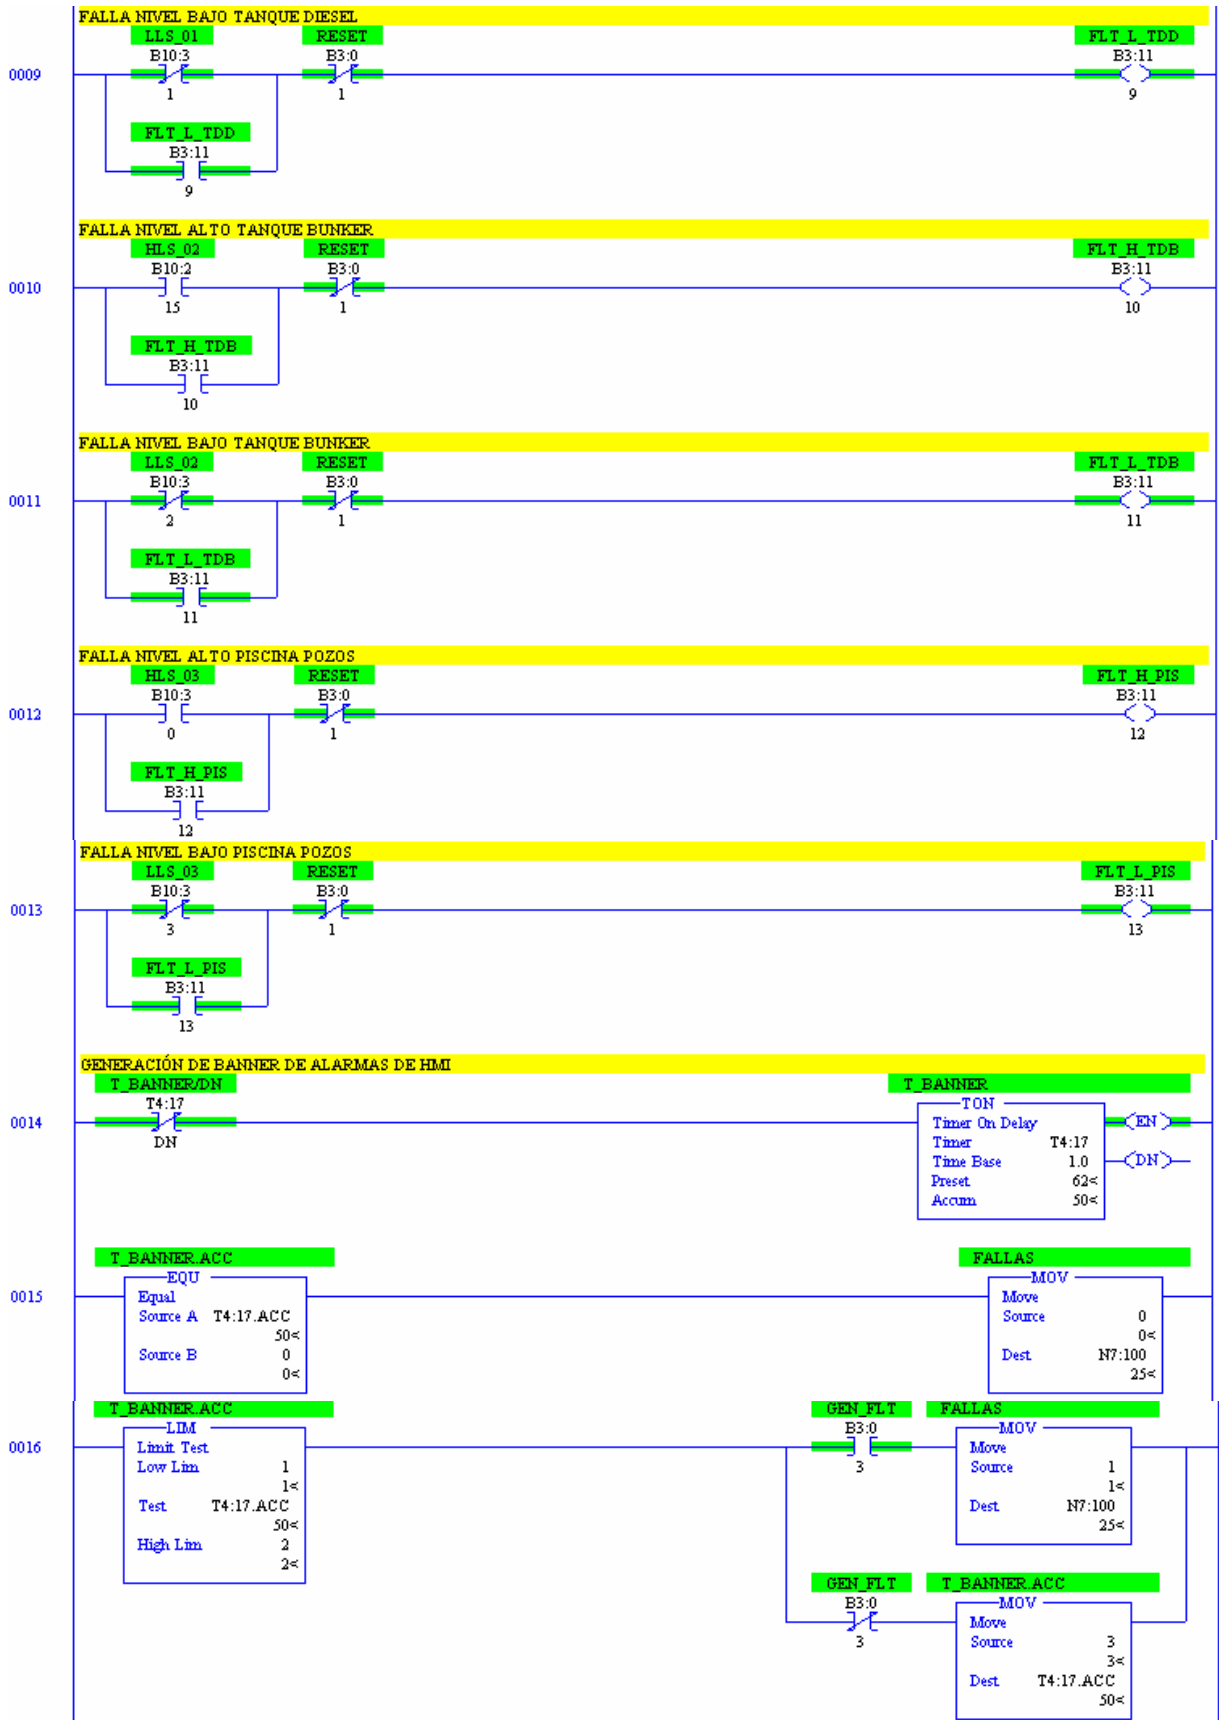 FALLA NIVEL BAJO TANQUE DIESEL
LLS_01 RESET FLT_L_TDD
B10:3 B3:0 B3:11
0009
1 1 9
FLT_L_TDD
B3:11
9
FALLA NIVEL ALTO TANQUE BUNKER
HLS_02 RESET FLT_H_TDB
B10:2 B3:0 B3:11
0010
15 1 10
FLT_H_TDB
B3:11
10
FALLA NIVEL BAJO TANQUE BUNKER
LLS_02 RESET FLT_L_TDB
B10:3 B3:0 B3:11
0011
2 1 11
FLT_L_TDB
B3:11
11
FALLA NIVEL ALTO PISCINA POZOS
HLS_03 RESET FLT_H_PIS
B10:3 B3:0 B3:11
0012
0 1 12
FLT_H_PIS
B3:11
12
FALLA NIVEL BAJO PISCINA POZOS
LLS_03 RESET FLT_L_PIS
B10:3 B3:0 B3:11
0013
3 1 13
FLT_L_PIS
B3:11
13
GENERACIÓN DE BANNER DE ALARMAS DE HMI
T_BANNER/DN T_BANNER
T4:17 TON
0014 Timer On Delay EN
DN Timer T4:17
Time Base 1.0 DN
Preset 62<
Accum 50<
T_BANNER.ACC FALLAS
EQU MOV
0015 Equal Move
Source A T4:17.ACC Source 0
50< 0<
Source B 0 Dest N7:100
0< 25<
T_BANNER.ACC GEN_FLT FALLAS
LIM B3:0 MOV
0016 Limit Test Move
Low Lim 1 3 Source 1
1< 1<
Test T4:17.ACC Dest N7:100
50< 25<
High Lim 2
2<
GEN_FLT T_BANNER.ACC
B3:0 MOV
Move
3 Source 3
3<
Dest T4:17.ACC
50<